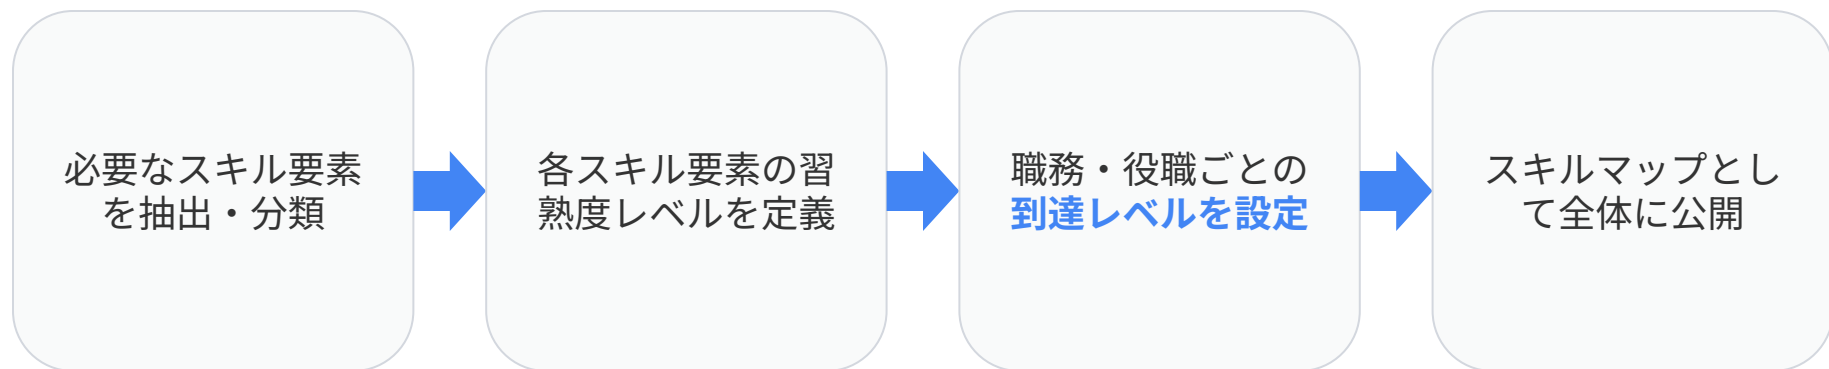 必要なスキル要素
を抽出・分類
各スキル要素の習
熟度レベルを定義
職務・役職ごとの
到達レベルを設定
スキルマップとし
て全体に公開